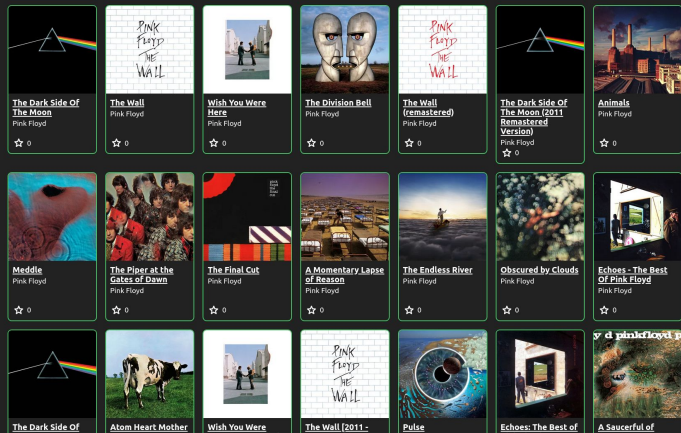 PINK
FLOYD
THE
WALL
PINK
FLOYD
THE
WALL
The Dark Side Of
The Moon
Pink Floyd
0
The Wall
Pink Floyd
0
Wish You Were
Here
Pink Floyd
0
The Division Bell
Pink Floyd
0
The Wall
(remastered)
Pink Floyd
0
The Dark Side Of
The Moon (2011
Remastered
Version)
Pink Floyd
0
Animals
Pink Floyd
0
pink
floyd
the
final
cut
Meddle
Pink Floyd
0
The Piper at the
Gates of Dawn
Pink Floyd
0
The Final Cut
Pink Floyd
0
A Momentary Lapse
of Reason
Pink Floyd
0
The Endless River
Pink Floyd
0
Obscured by Clouds
Pink Floyd
0
Echoes - The Best
Of Pink Floyd
Pink Floyd
0
PINK
FLOYD
THE
WALL
y d pinkfloyd p
The Dark Side Of
Atom Heart Mother
Wish You Were
The Wall [2011 -
Pulse
Echoes: The Best of
A Saucerful of